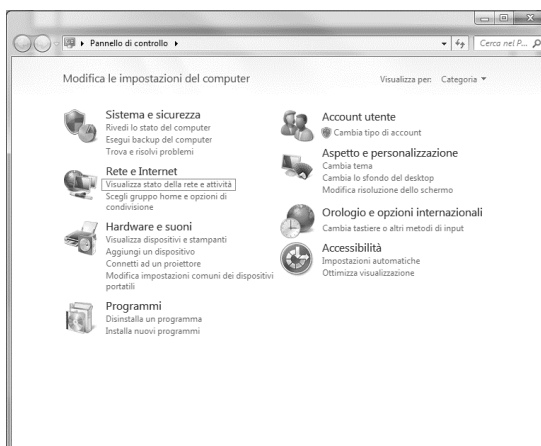 Pannello di controllo
Cerca nel P...
Modifica le impostazioni del computer
Visualizza per: Categoria
Sistema e sicurezza
Rivedi lo stato del computer
Esegui backup del computer
Trova e risolvi problemi
Rete e Internet
Visualizza stato della rete e attività
Scegli gruppo home e opzioni di
condivisione
Hardware e suoni
Visualizza dispositivi e stampanti
Aggiungi un dispositivo
Connetti ad un proiettore
Modifica impostazioni comuni dei dispositivi
portatili
Programmi
Disinstalla un programma
Installa nuovi programmi
Account utente
Cambia tipo di account
Aspetto e personalizzazione
Cambia tema
Cambia lo sfondo del desktop
Modifica risoluzione dello schermo
Orologio e opzioni internazionali
Cambia tastiere o altri metodi di input
Accessibilità
Impostazioni automatiche
Ottimizza visualizzazione